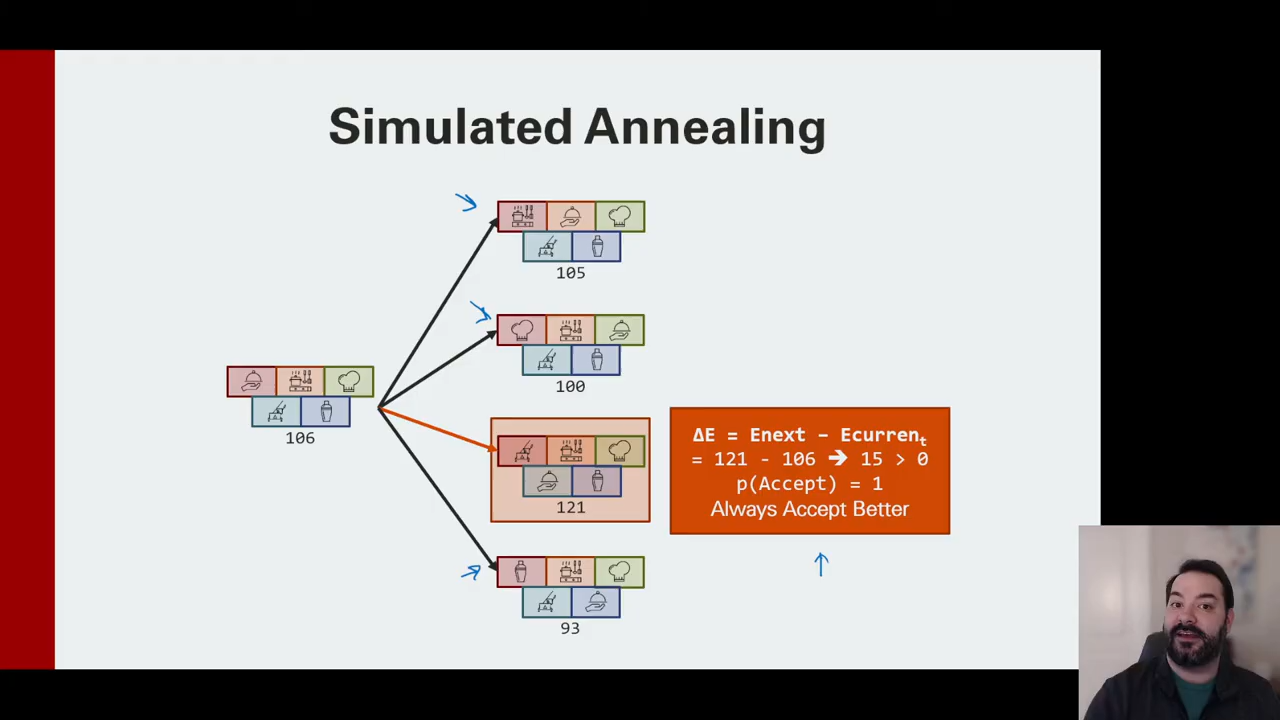 Simulated Annealing
105
100
106
ΔE = Enext – Ecurrent
= 121 - 106 🡺 15 > 0
p(Accept) = 1
Always Accept Better
121
93